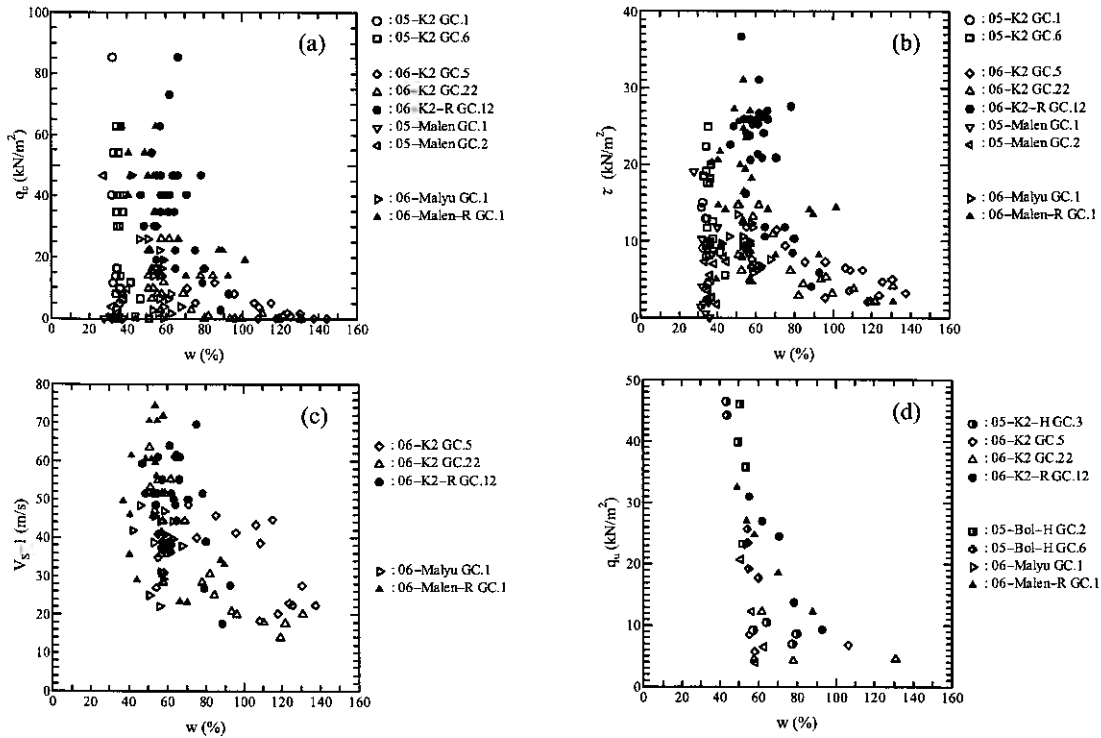 (a)
100
80
60
40
20
0
q_c (kN/m²)
0 20 40 60 80 100 120 140 160
w (%)
: 05-K2 GC.1
: 05-K2 GC.6
: 06-K2 GC.5
: 06-K2 GC.22
: 06-K2-R GC.12
: 05-Malen GC.1
: 05-Malen GC.2
: 06-Malyu GC.1
: 06-Malen-R GC.1
(b)
40
30
20
10
0
τ (kN/m²)
0 20 40 60 80 100 120 140 160
w (%)
: 05-K2 GC.1
: 05-K2 GC.6
: 06-K2 GC.5
: 06-K2 GC.22
: 06-K2-R GC.12
: 05-Malen GC.1
: 05-Malen GC.2
: 06-Malyu GC.1
: 06-Malen-R GC.1
(c)
80
70
60
50
40
30
20
10
0
V_S-1 (m/s)
0 20 40 60 80 100 120 140 160
w (%)
: 06-K2 GC.5
: 06-K2 GC.22
: 06-K2-R GC.12
: 06-Malyu GC.1
: 06-Malen-R GC.1
(d)
50
40
30
20
10
0
q_u (kN/m²)
0 20 40 60 80 100 120 140 160
w (%)
: 05-K2-H GC.3
: 06-K2 GC.5
: 06-K2 GC.22
: 06-K2-R GC.12
: 05-Bol-H GC.2
: 05-Bol-H GC.6
: 06-Malyu GC.1
: 06-Malen-R GC.1